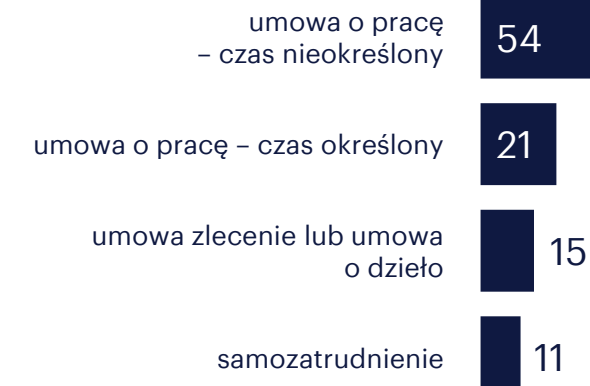 umowa o pracę
– czas nieokreślony
54
umowa o pracę – czas określony
21
umowa zlecenie lub umowa
o dzieło
15
samozatrudnienie
11